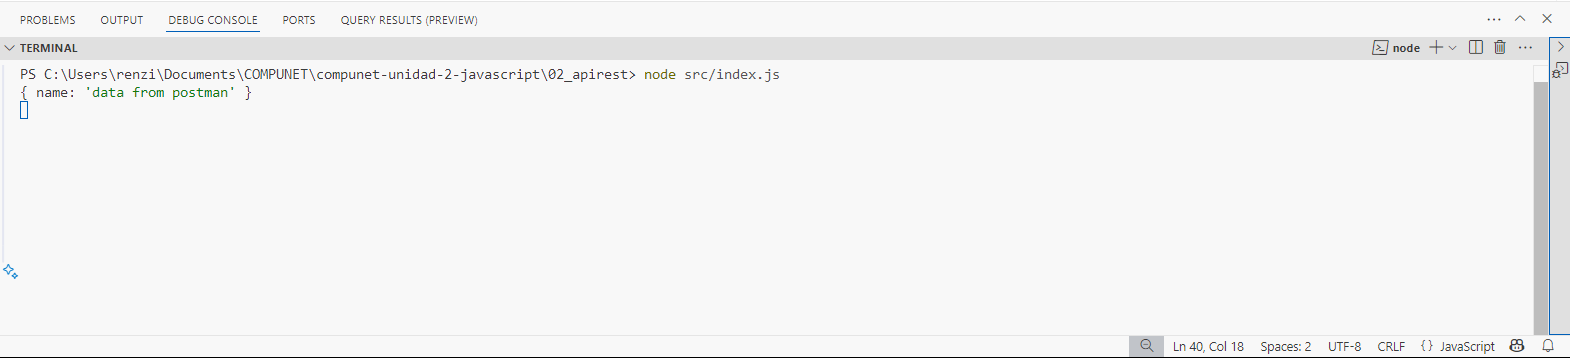 PROBLEMS OUTPUT DEBUG CONSOLE PORTS QUERY RESULTS (PREVIEW)
TERMINAL node
PS C:\Users\renzi\Documents\COMPUNET\compunet-unidad-2-javascript\02_apirest> node src/index.js
{ name: 'data from postman' }
Ln 40, Col 18 Spaces: 2 UTF-8 CRLF {} JavaScript